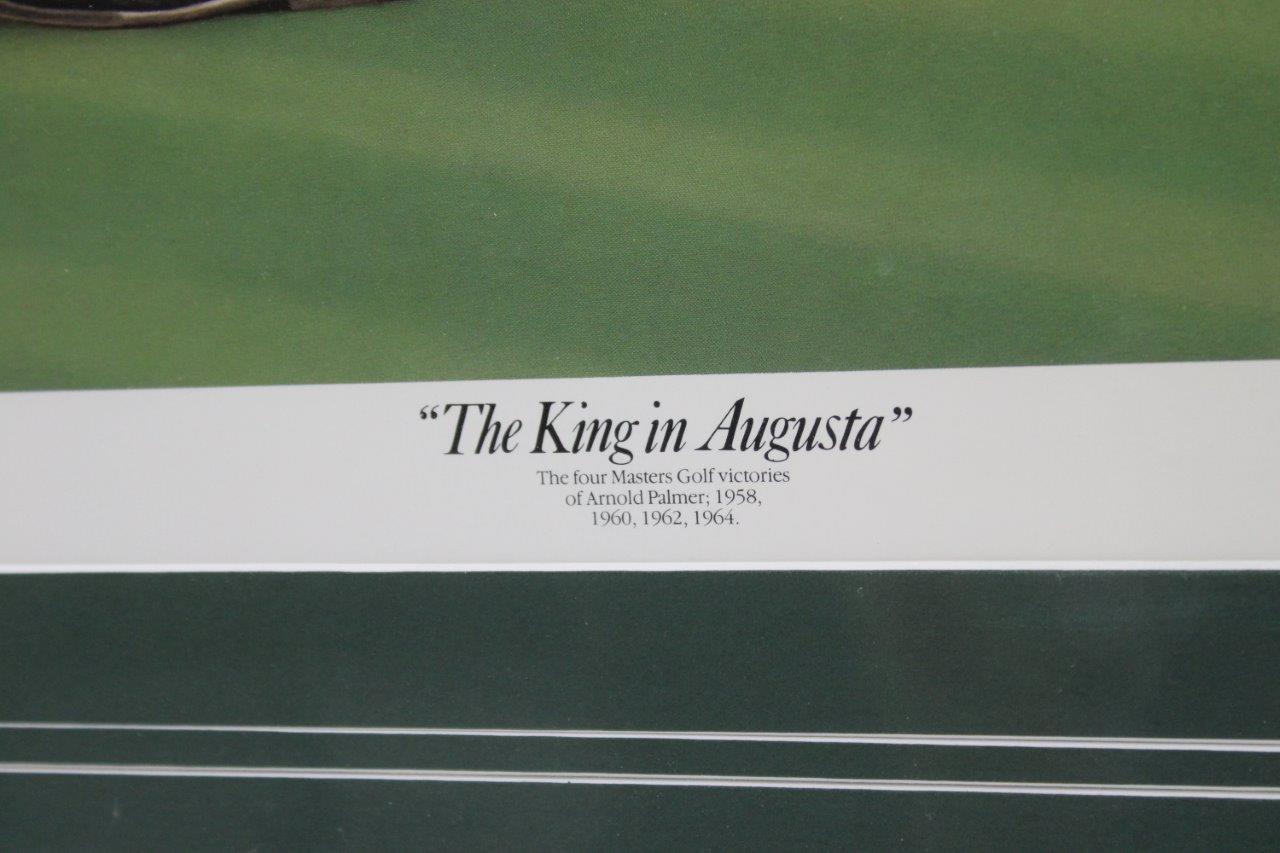 “The King in Augusta”
The four Masters Golf victories
of Arnold Palmer; 1958,
1960, 1962, 1964.